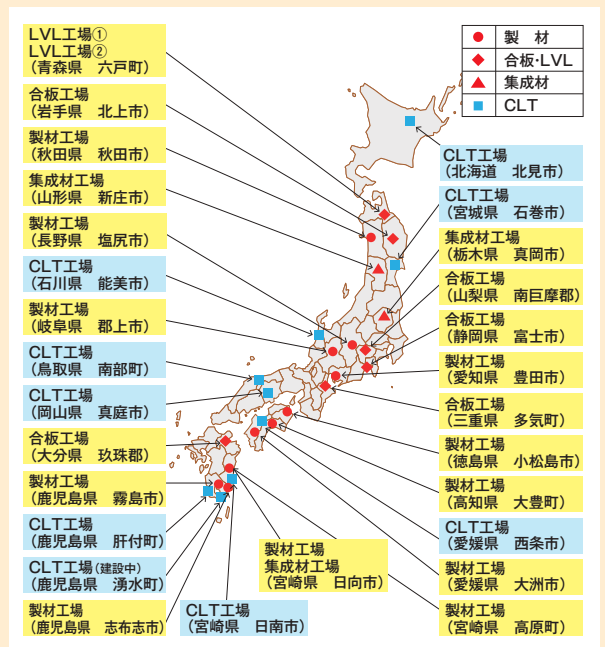 LVL工場①
LVL工場②
(青森県 六戸町)
合板工場
(岩手県 北上市)
製材工場
(秋田県 秋田市)
集成材工場
(山形県 新庄市)
製材工場
(長野県 塩尻市)
CLT工場
(石川県 能美市)
製材工場
(岐阜県 郡上市)
CLT工場
(鳥取県 南部町)
CLT工場
(岡山県 真庭市)
合板工場
(大分県 玖珠郡)
製材工場
(鹿児島県 霧島市)
CLT工場
(鹿児島県 肝付町)
CLT工場(建設中)
(鹿児島県 湧水町)
製材工場
(鹿児島県 志布志市)
製材
合板・LVL
集成材
CLT
CLT工場
(北海道 北見市)
CLT工場
(宮城県 石巻市)
集成材工場
(栃木県 真岡市)
合板工場
(山梨県 南巨摩郡)
合板工場
(静岡県 富士市)
製材工場
(愛知県 豊田市)
合板工場
(三重県 多気町)
製材工場
(徳島県 小松島市)
製材工場
(高知県 大豊町)
CLT工場
(愛媛県 西条市)
製材工場
(愛媛県 大洲市)
製材工場
(宮崎県 高原町)
製材工場
集成材工場
(宮崎県 日向市)
CLT工場
(宮崎県 日南市)